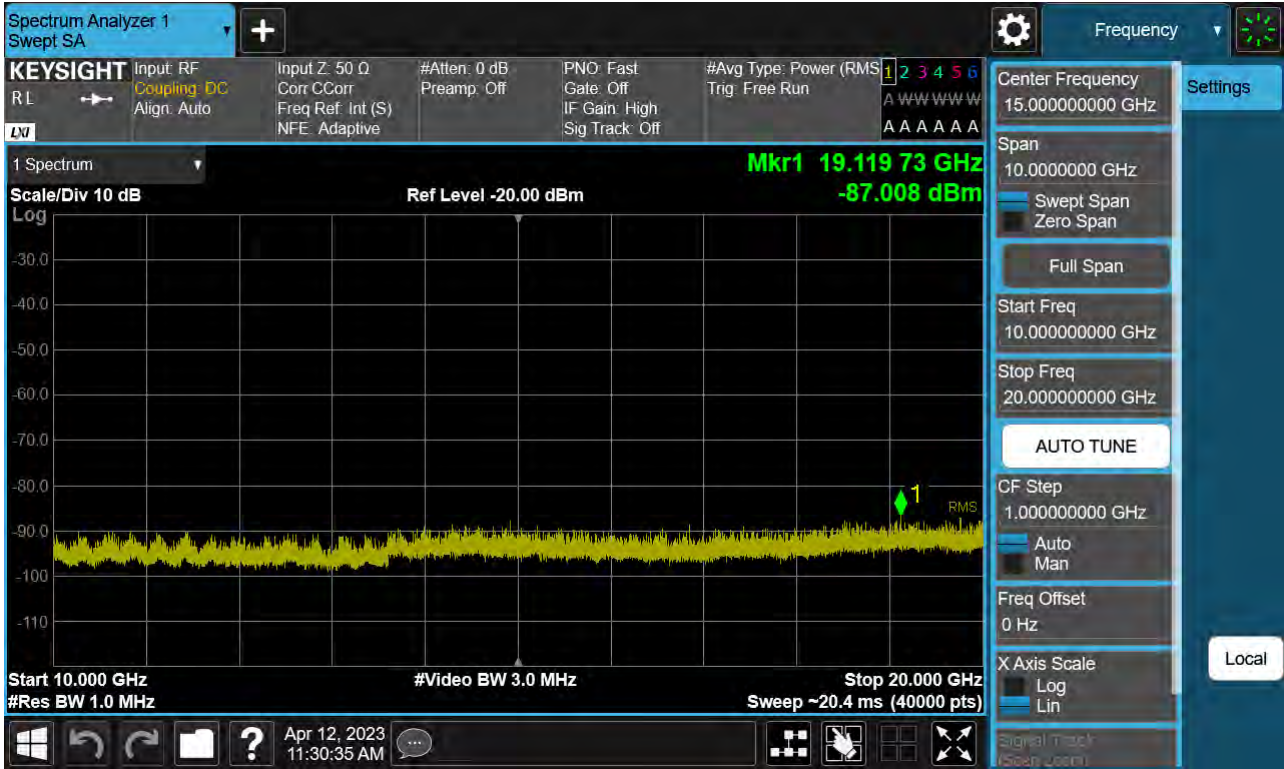 Spectrum Analyzer 1
Swept SA
+
Frequency
KEYSIGHT
RL
LXI
Input: RF
Coupling: DC
Align: Auto
Input Z: 50 Ω
Corr CCorr
Freq Ref: Int (S)
NFE: Adaptive
#Atten: 0 dB
Preamp: Off
PNO: Fast
Gate: Off
IF Gain: High
Sig Track: Off
#Avg Type: Power (RMS
Trig: Free Run
1 2 3 4 5 6
A W W W W W
A A A A A A
1 Spectrum
Mkr1 19.119 73 GHz
Scale/Div 10 dB
Ref Level -20.00 dBm
-87.008 dBm
Log
-30.0
-40.0
-50.0
-60.0
-70.0
-80.0
-90.0
-100
-110
1
RMS
Start 10.000 GHz
#Video BW 3.0 MHz
Stop 20.000 GHz
#Res BW 1.0 MHz
Sweep ~20.4 ms (40000 pts)
Center Frequency
15.000000000 GHz
Settings
Span
10.0000000 GHz
Swept Span
Zero Span
Full Span
Start Freq
10.000000000 GHz
Stop Freq
20.000000000 GHz
AUTO TUNE
CF Step
1.000000000 GHz
Auto
Man
Freq Offset
0 Hz
X Axis Scale
Log
Lin
Local
Signal Track
(Span Zoom)
?
Apr 12, 2023
11:30:35 AM